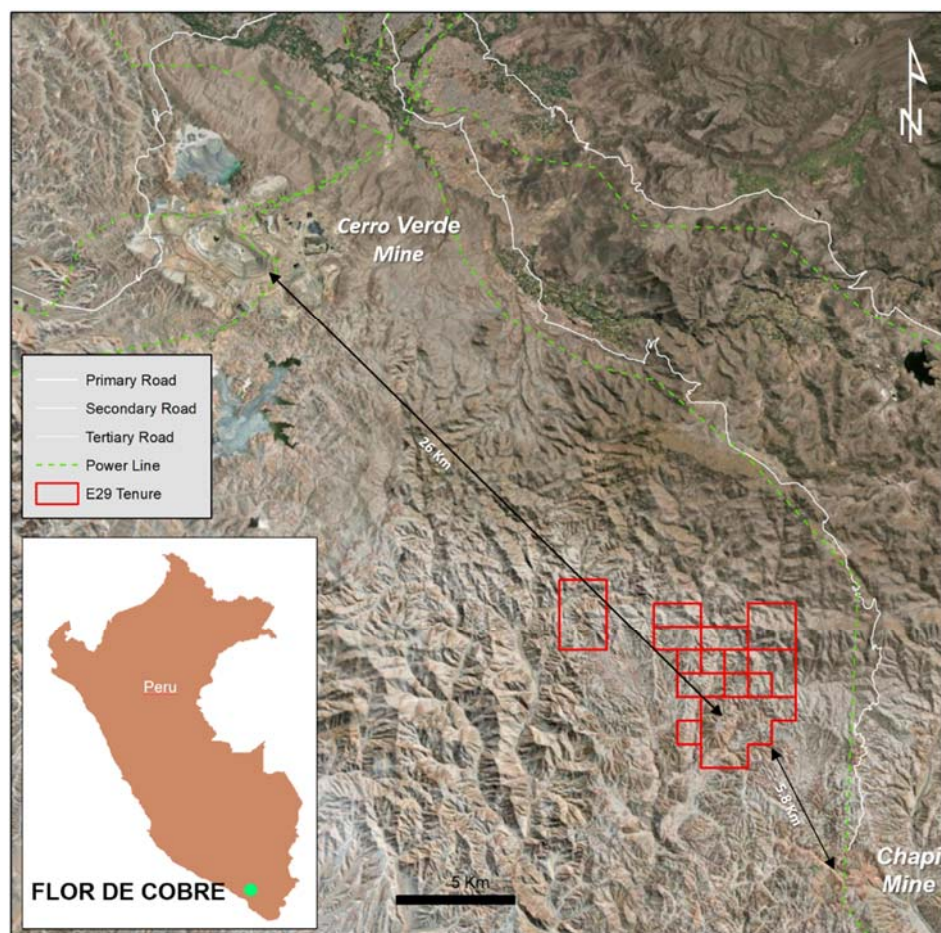 N
Cerro Verde
Mine
Primary Road
Secondary Road
Tertiary Road
Power Line
E29 Tenure
26 Km
Peru
FLOR DE COBRE
5 Km
5.8 Km
Chapi
Mine